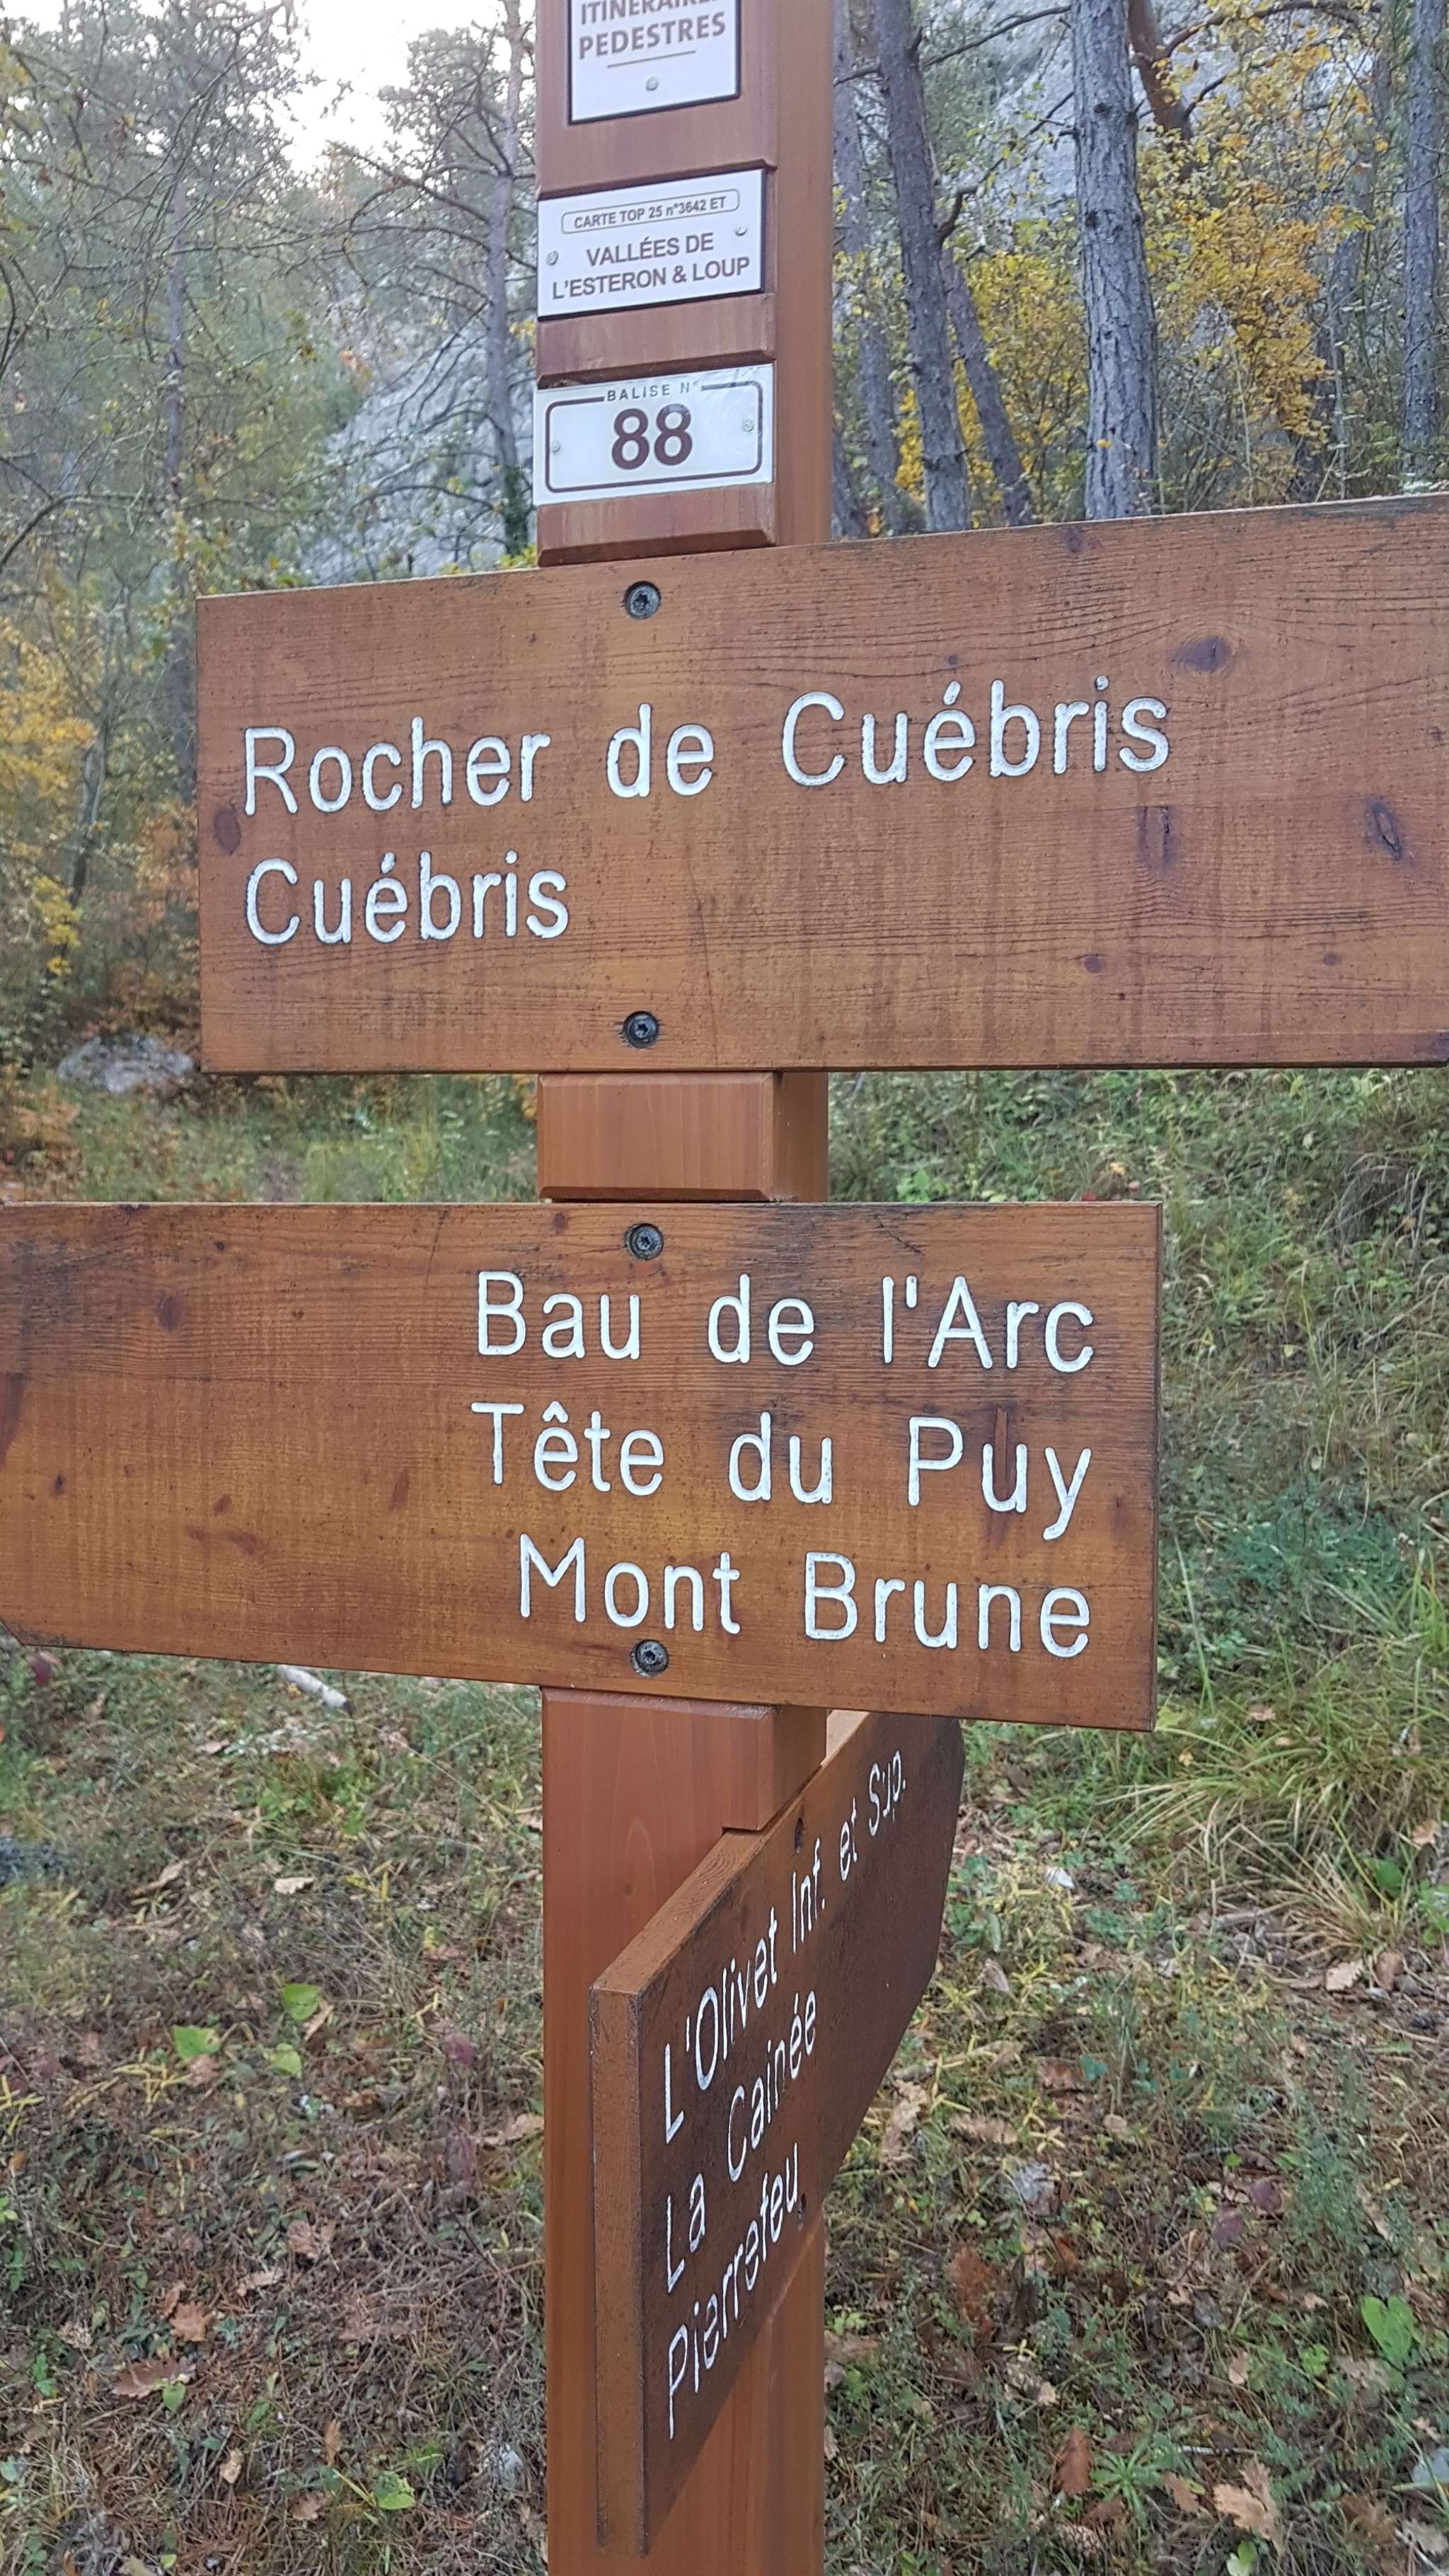 PEDESTRES
CARTE TOP 25 n°3642 ET
VALLÉES DE
L'ESTERON & LOUP
BALISE N°
88
Rocher de Cuébris
Cuébris
Bau de l'Arc
Tête du Puy
Mont Brune
L'Olivet Inf. et Sup.
La Cainée
Pierrefeu